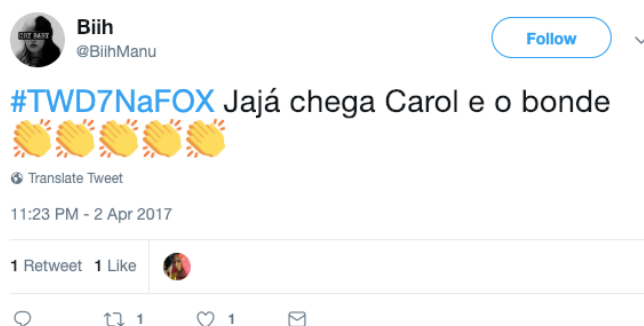 Biih
@BiihManu
Follow
#TWD7NaFOX Jajá chega Carol e o bonde
👏👏👏👏👏
Translate Tweet
11:23 PM - 2 Apr 2017
1 Retweet 1 Like
1 1